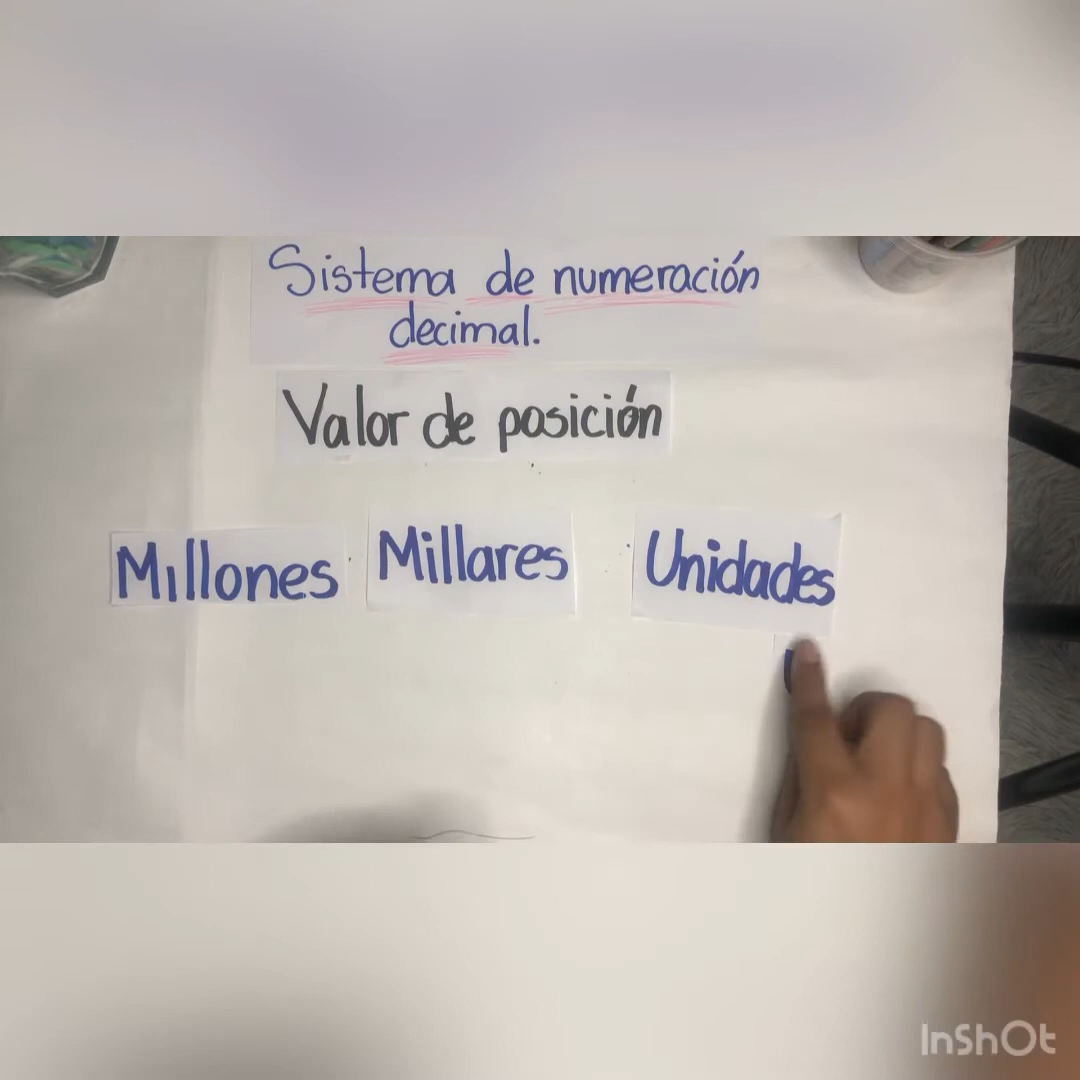 Sistema de numeración
decimal.
Valor de posición
Millones Millares Unidades
InShOt